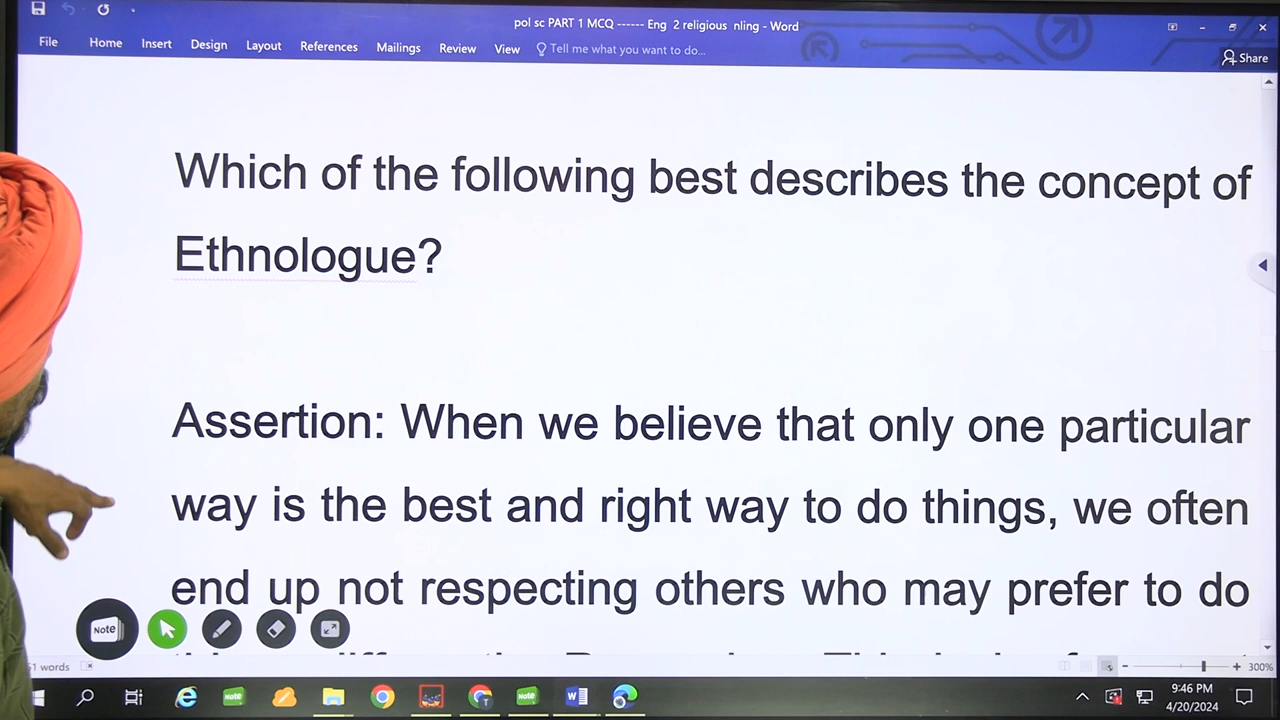 pol sc PART 1 MCQ ------ Eng 2 religious nling - Word
File Home Insert Design Layout References Mailings Review View Tell me what you want to do...
Share
Which of the following best describes the concept of
Ethnologue?
Assertion: When we believe that only one particular
way is the best and right way to do things, we often
end up not respecting others who may prefer to do
Note
words
300%
Note
Note
9:46 PM
4/20/2024